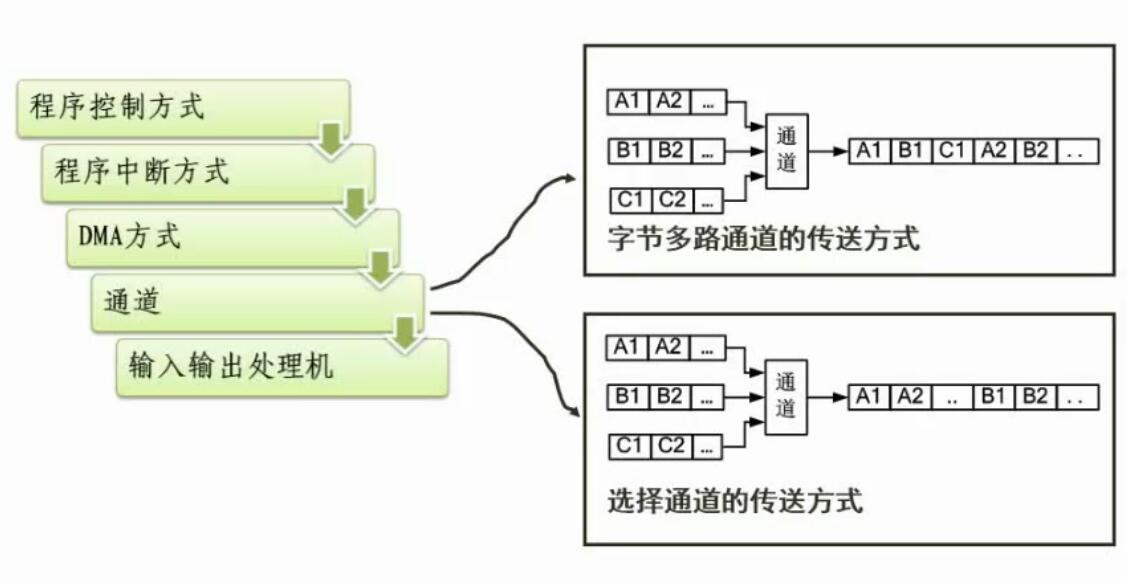 程序控制方式
程序中断方式
DMA方式
通道
输入输出处理机
A1 A2 ...
B1 B2 ...
C1 C2 ...
通道
A1 B1 C1 A2 B2 ..
字节多路通道的传送方式
A1 A2 ...
B1 B2 ...
C1 C2 ...
通道
A1 A2 .. B1 B2 ..
选择通道的传送方式